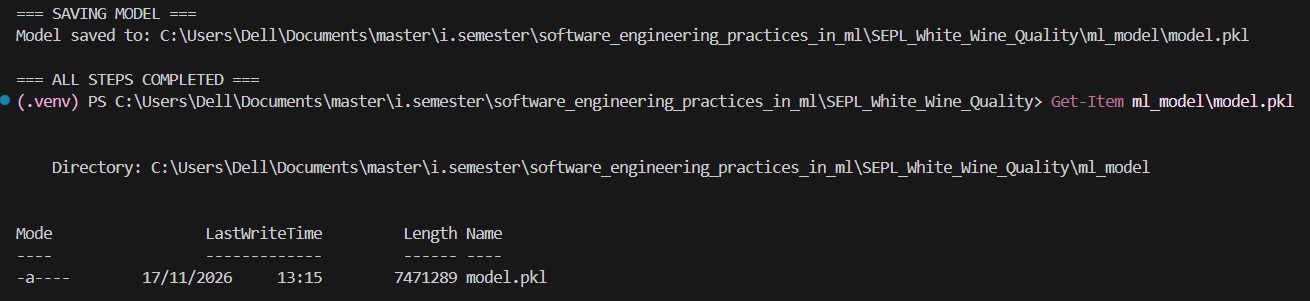 === SAVING MODEL ===
Model saved to: C:\Users\Dell\Documents\master\i.semester\software_engineering_practices_in_ml\SEPL_White_Wine_Quality\ml_model\model.pkl
=== ALL STEPS COMPLETED ===
(.venv) PS C:\Users\Dell\Documents\master\i.semester\software_engineering_practices_in_ml\SEPL_White_Wine_Quality> Get-Item ml_model\model.pkl
Directory: C:\Users\Dell\Documents\master\i.semester\software_engineering_practices_in_ml\SEPL_White_Wine_Quality\ml_model
Mode                 LastWriteTime         Length Name
----                 -------------         ------ ----
-a----        17/11/2026     13:15        7471289 model.pkl